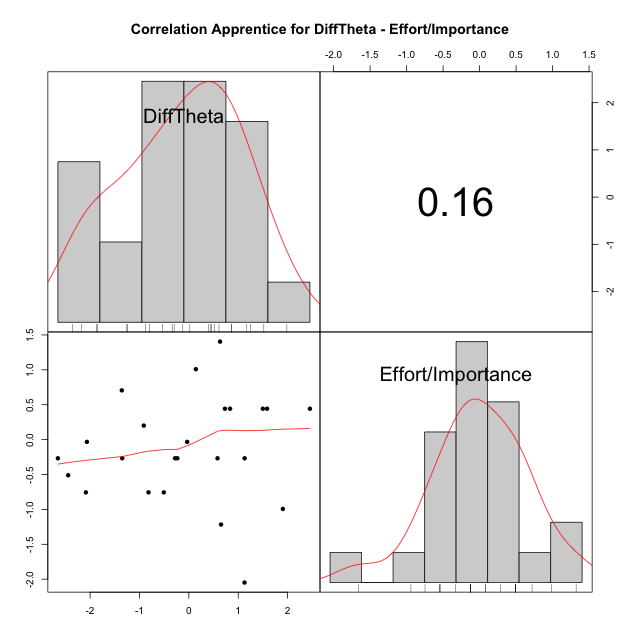 Correlation Apprentice for DiffTheta - Effort/Importance
-2.0 -1.5 -1.0 -0.5 0.0 0.5 1.0 1.5
DiffTheta
0.16
2
1
0
-1
-2
1.5
1.0
0.5
0.0
-0.5
-1.0
-1.5
-2.0
Effort/Importance
-2 -1 0 1 2